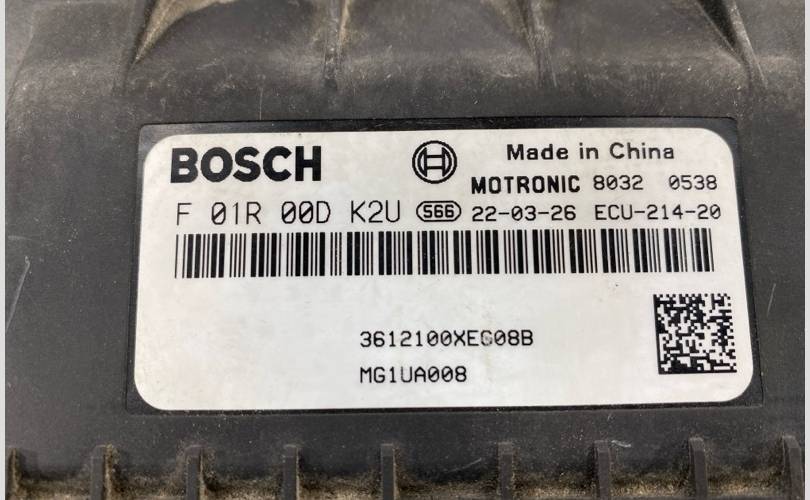 BOSCH Made in China
MOTRONIC 8032 0538
F 01R 00D K2U S66 22-03-26 ECU-214-20
3612100XEG08B
MG1UA008